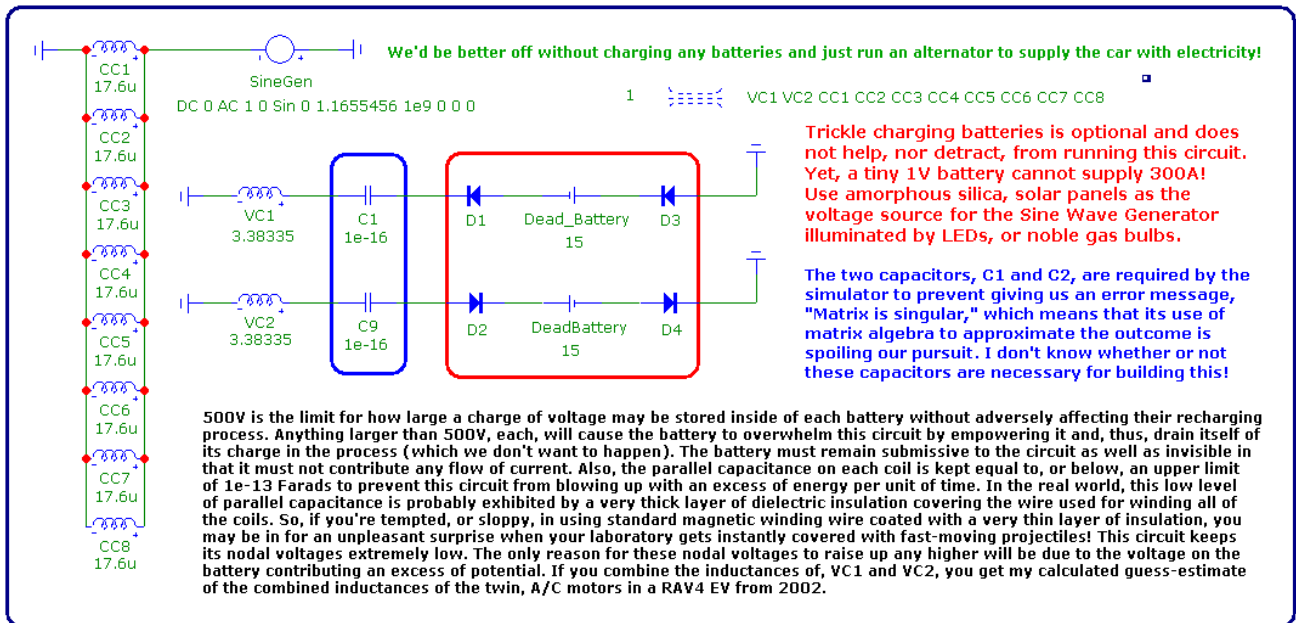 We'd be better off without charging any batteries and just run an alternator to supply the car with electricity!
CC1
17.6u
SineGen
DC 0 AC 1 0 Sin 0 1.1655456 1e9 0 0 0
1
VC1 VC2 CC1 CC2 CC3 CC4 CC5 CC6 CC7 CC8
CC2
17.6u
CC3
17.6u
CC4
17.6u
CC5
17.6u
CC6
17.6u
CC7
17.6u
CC8
17.6u
VC1
3.38335
C1
1e-16
D1
Dead_Battery
15
D3
VC2
3.38335
C9
1e-16
D2
DeadBattery
15
D4
Trickle charging batteries is optional and does
not help, nor detract, from running this circuit.
Yet, a tiny 1V battery cannot supply 300A!
Use amorphous silica, solar panels as the
voltage source for the Sine Wave Generator
illuminated by LEDs, or noble gas bulbs.
The two capacitors, C1 and C2, are required by the
simulator to prevent giving us an error message,
"Matrix is singular," which means that its use of
matrix algebra to approximate the outcome is
spoiling our pursuit. I don't know whether or not
these capacitors are necessary for building this!
500V is the limit for how large a charge of voltage may be stored inside of each battery without adversely affecting their recharging
process. Anything larger than 500V, each, will cause the battery to overwhelm this circuit by empowering it and, thus, drain itself of
its charge in the process (which we don't want to happen). The battery must remain submissive to the circuit as well as invisible in
that it must not contribute any flow of current. Also, the parallel capacitance on each coil is kept equal to, or below, an upper limit
of 1e-13 Farads to prevent this circuit from blowing up with an excess of energy per unit of time. In the real world, this low level
of parallel capacitance is probably exhibited by a very thick layer of dielectric insulation covering the wire used for winding all of
the coils. So, if you're tempted, or sloppy, in using standard magnetic winding wire coated with a very thin layer of insulation, you
may be in for an unpleasant surprise when your laboratory gets instantly covered with fast-moving projectiles! This circuit keeps
its nodal voltages extremely low. The only reason for these nodal voltages to raise up any higher will be due to the voltage on the
battery contributing an excess of potential. If you combine the inductances of, VC1 and VC2, you get my calculated guess-estimate
of the combined inductances of the twin, A/C motors in a RAV4 EV from 2002.